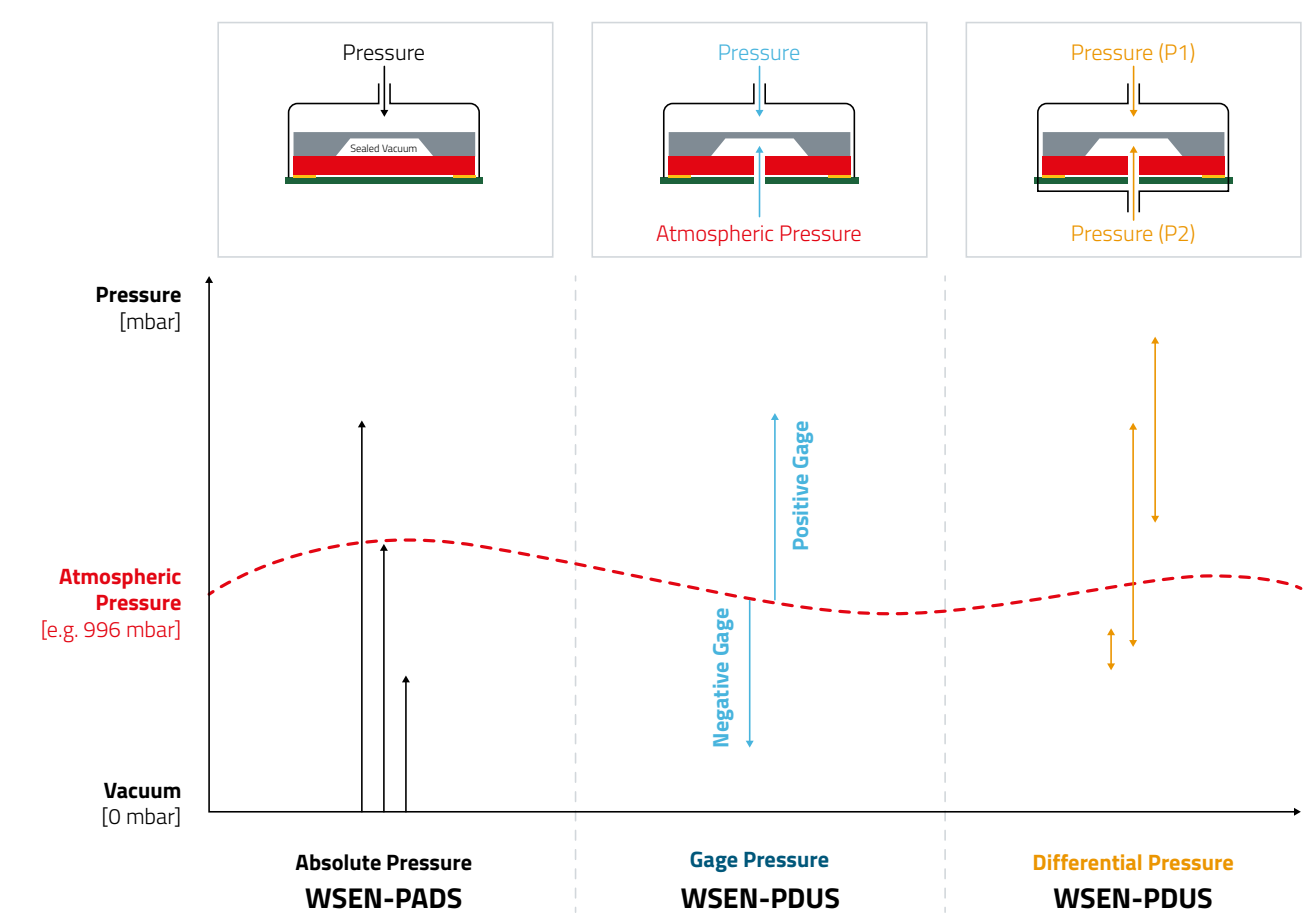 Pressure
Sealed Vacuum
Pressure
Atmospheric Pressure
Pressure (P1)
Pressure (P2)
Pressure
[mbar]
Positive Gage
Atmospheric
Pressure
[e.g. 996 mbar]
Negative Gage
Vacuum
[0 mbar]
Absolute Pressure
WSEN-PADS
Gage Pressure
WSEN-PDUS
Differential Pressure
WSEN-PDUS